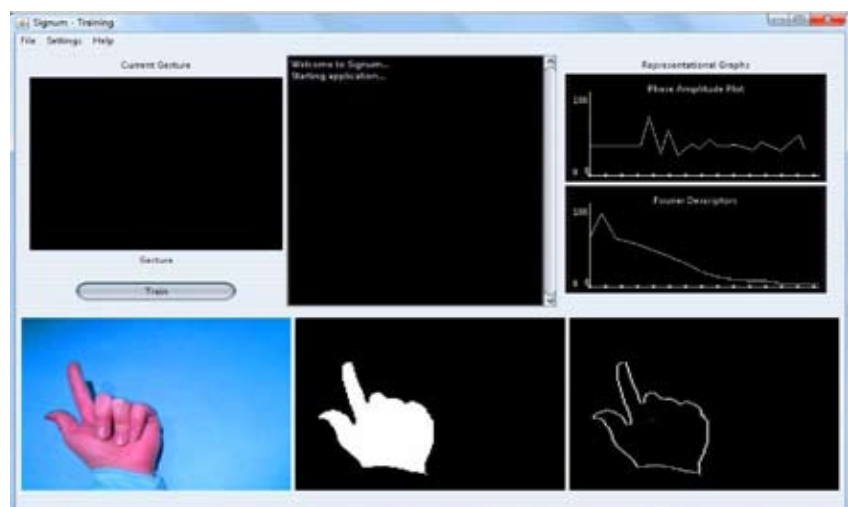 Signum - Training
File Settings Help
Current Gesture
Welcome to Signum...
Starting application...
Representational Graphs
Phase Amplitude Plot
100
0
Fourier Descriptors
100
0
Gesture
Train